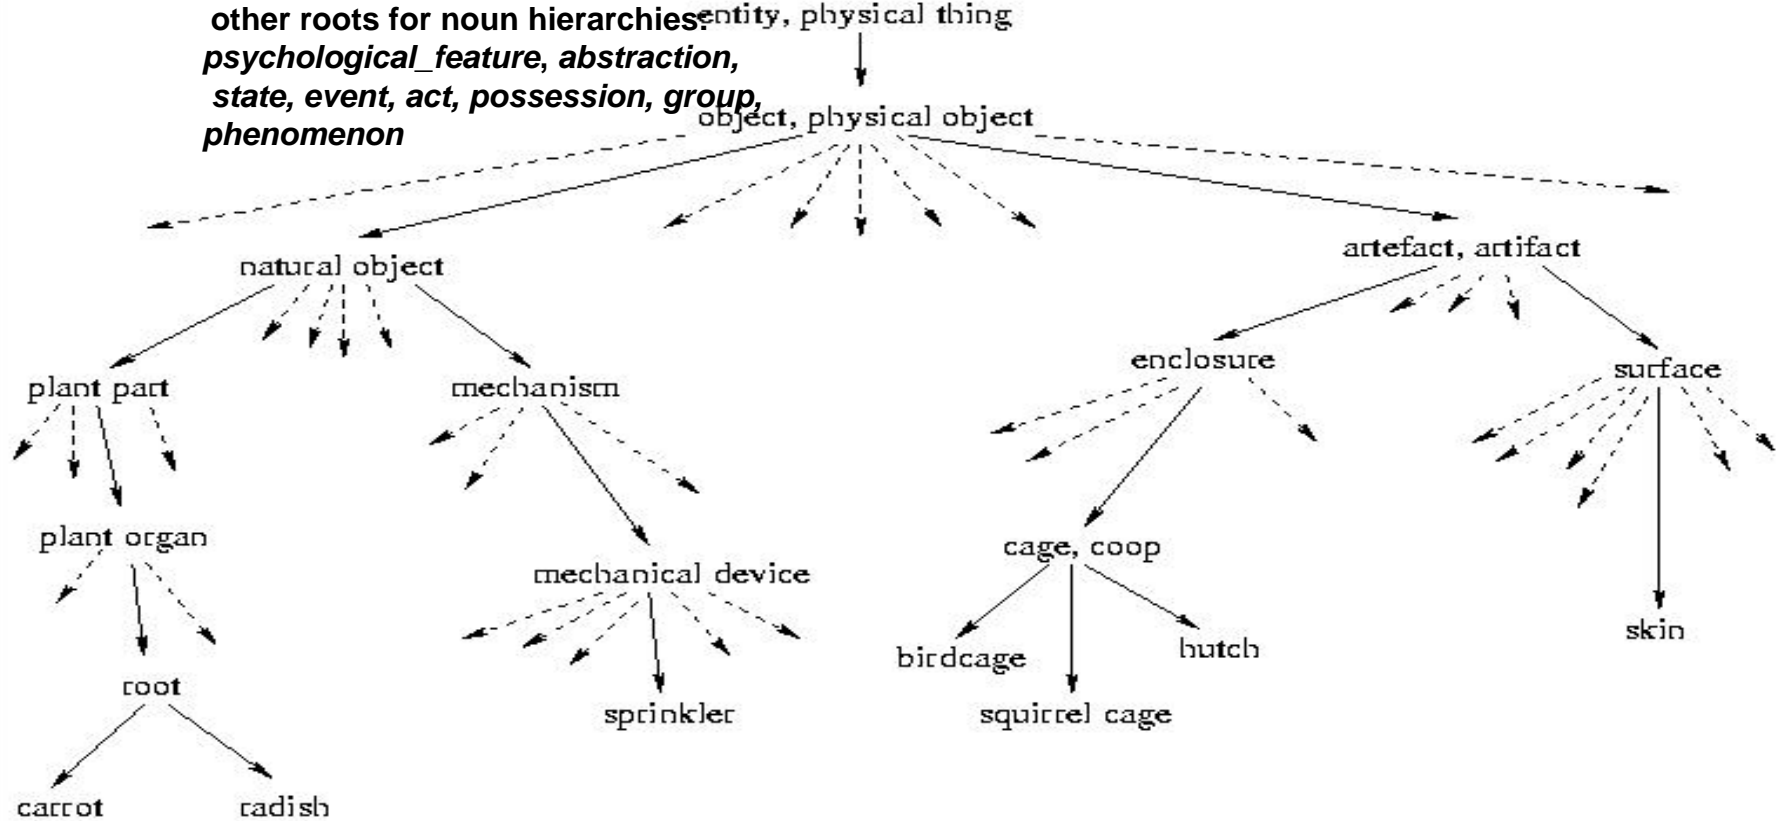 other roots for noun hierarchies:
psychological_feature, abstraction,
state, event, act, possession, group,
phenomenon
entity, physical thing
object, physical object
natural object
artefact, artifact
plant part
mechanism
enclosure
surface
plant organ
mechanical device
cage, coop
birdcage
hutch
skin
root
sprinkler
squirrel cage
carrot
radish